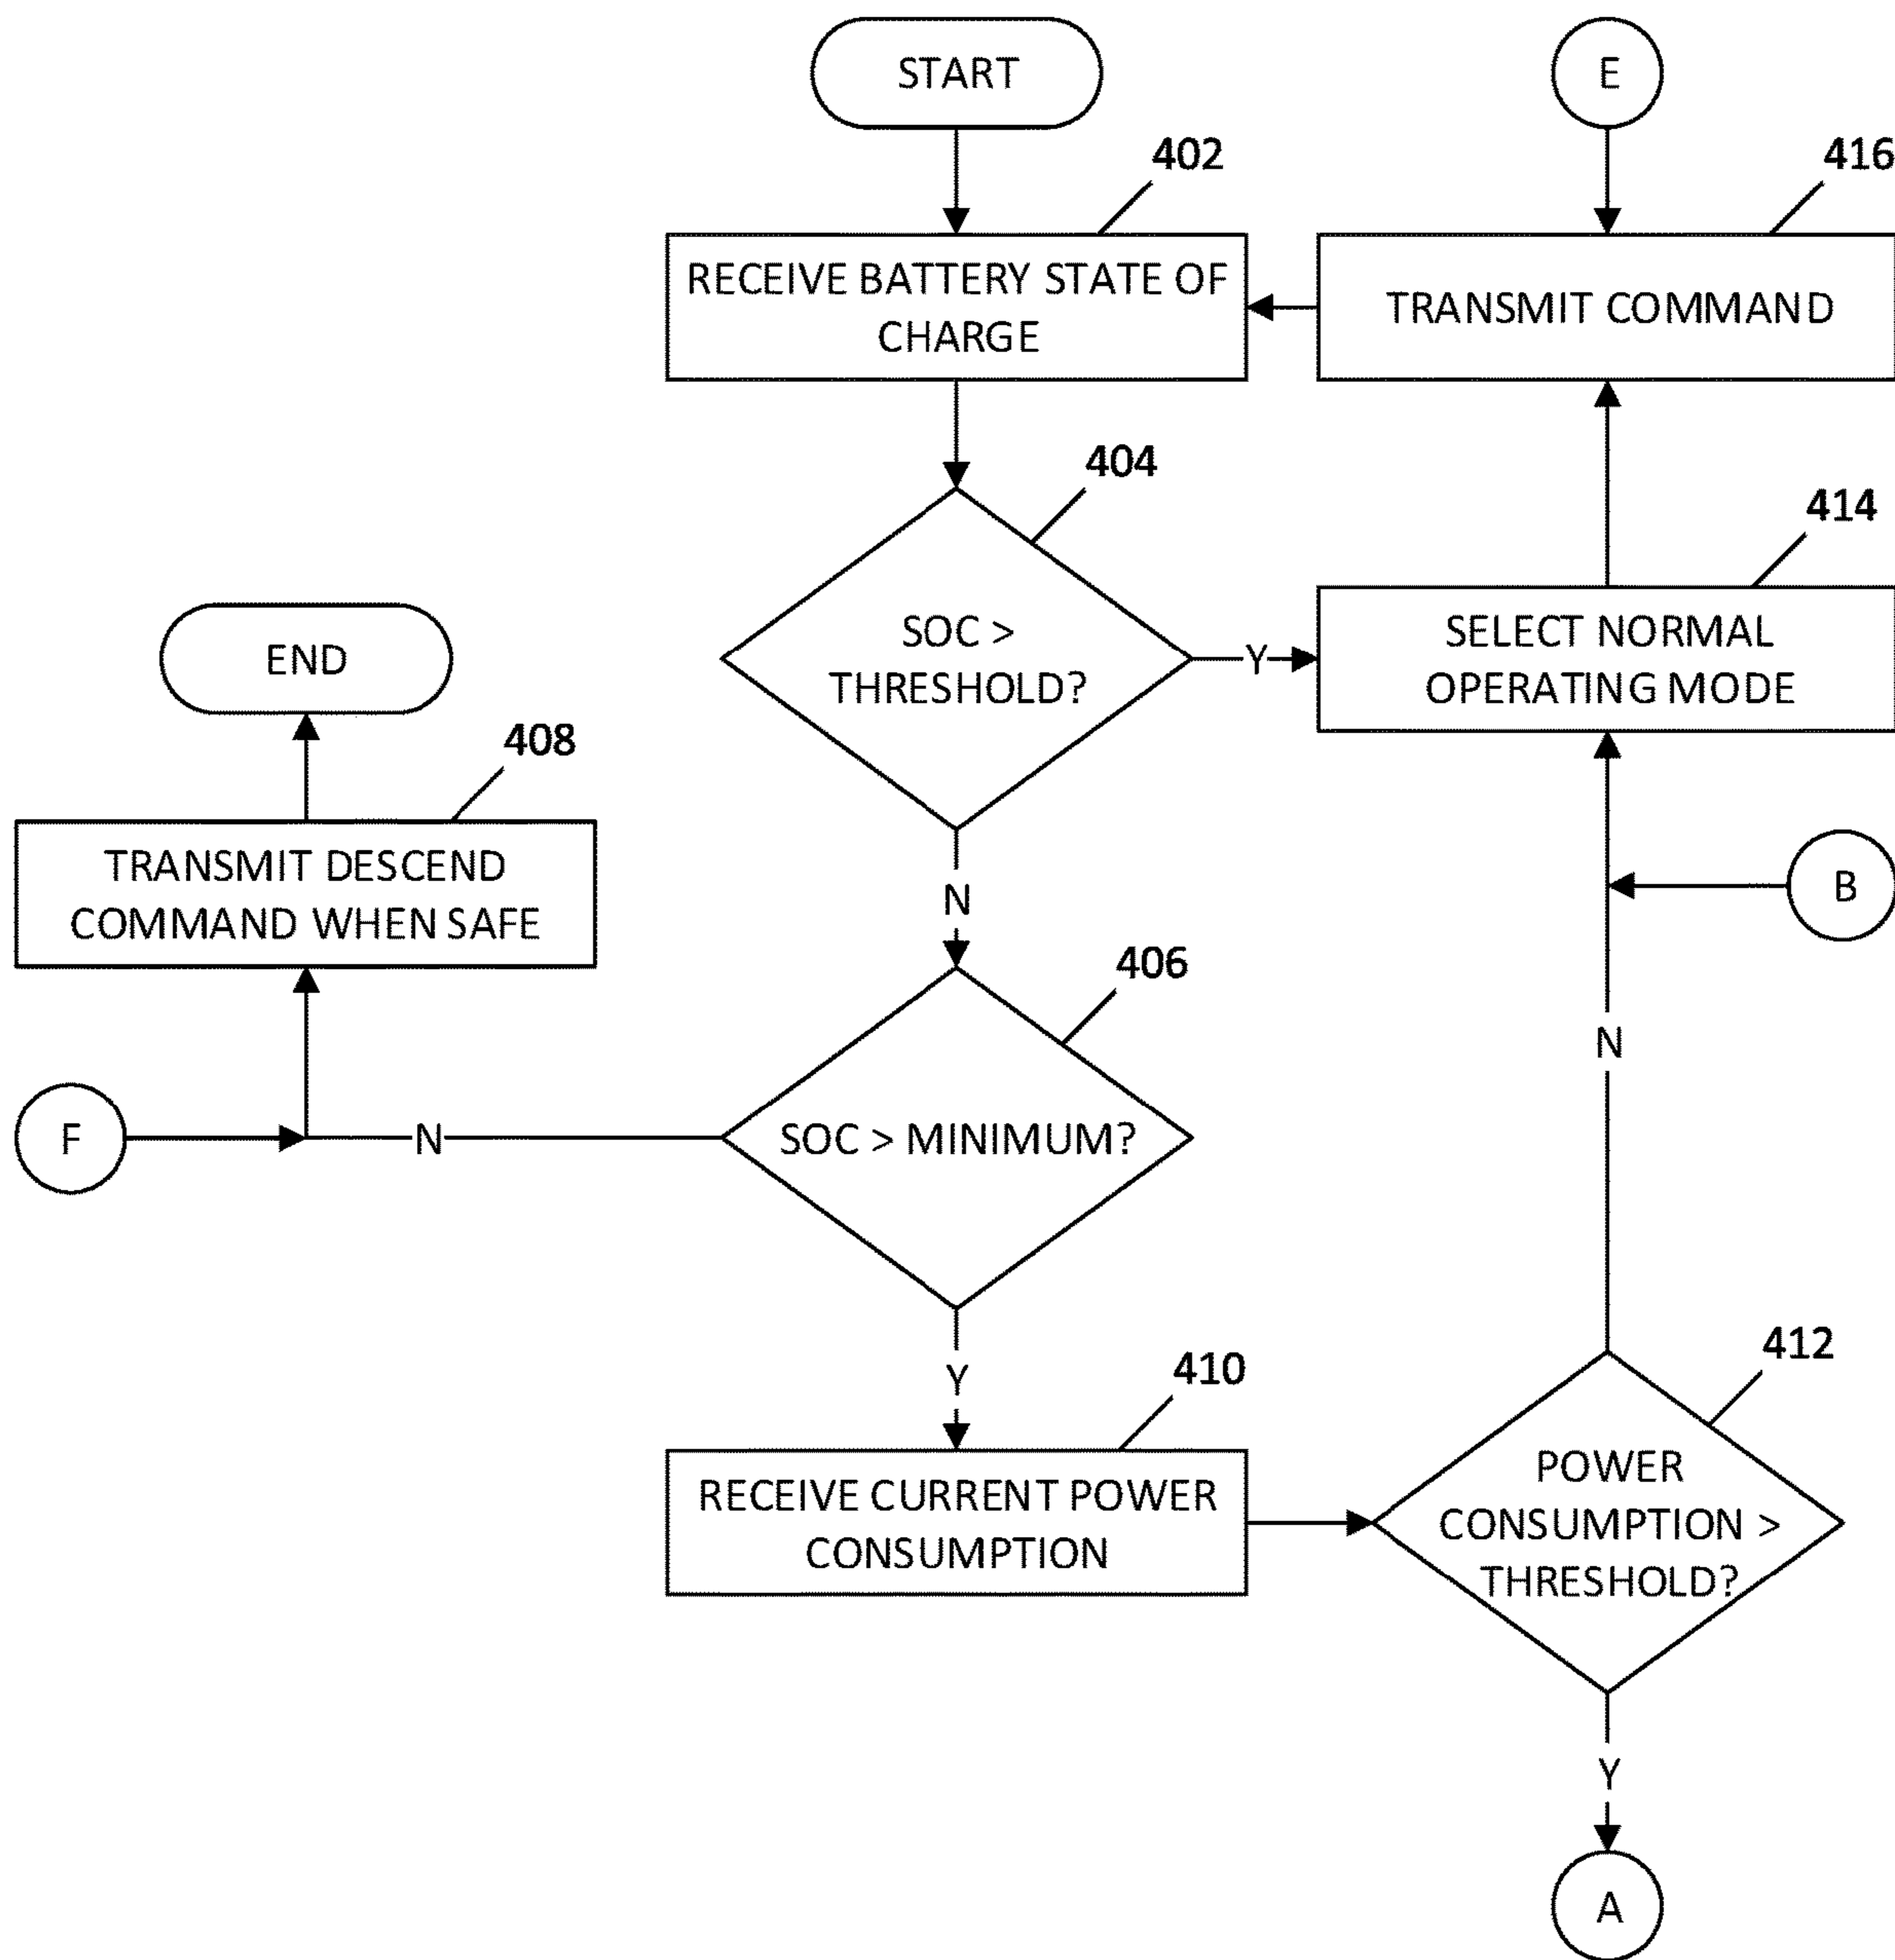 START
E
402
416
RECEIVE BATTERY STATE OF
CHARGE
TRANSMIT COMMAND
404
414
SOC >
THRESHOLD?
Y
SELECT NORMAL
OPERATING MODE
END
408
TRANSMIT DESCEND
COMMAND WHEN SAFE
N
B
406
N
F
N
SOC > MINIMUM?
Y
410
412
RECEIVE CURRENT POWER
CONSUMPTION
POWER
CONSUMPTION >
THRESHOLD?
Y
A